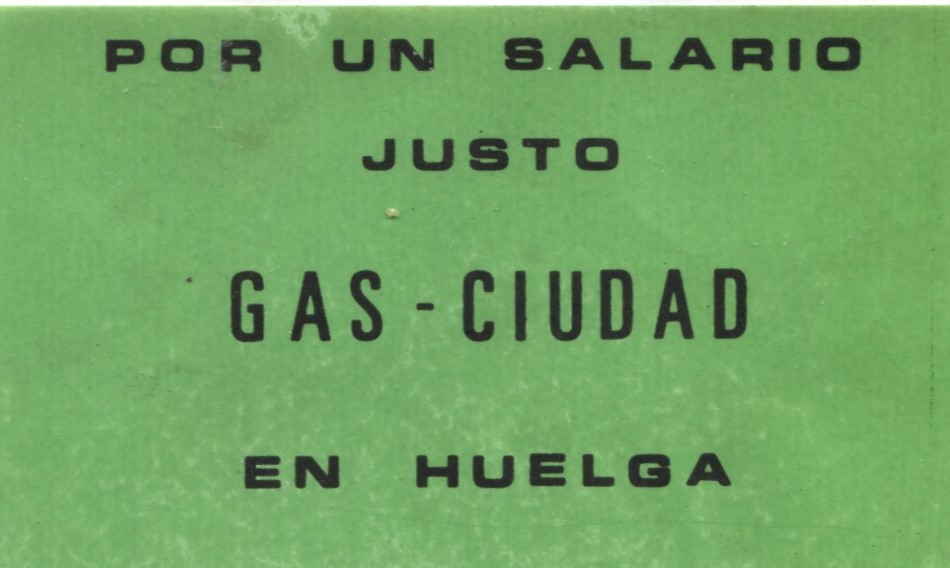 POR UN SALARIO
JUSTO
GAS - CIUDAD
EN HUELGA